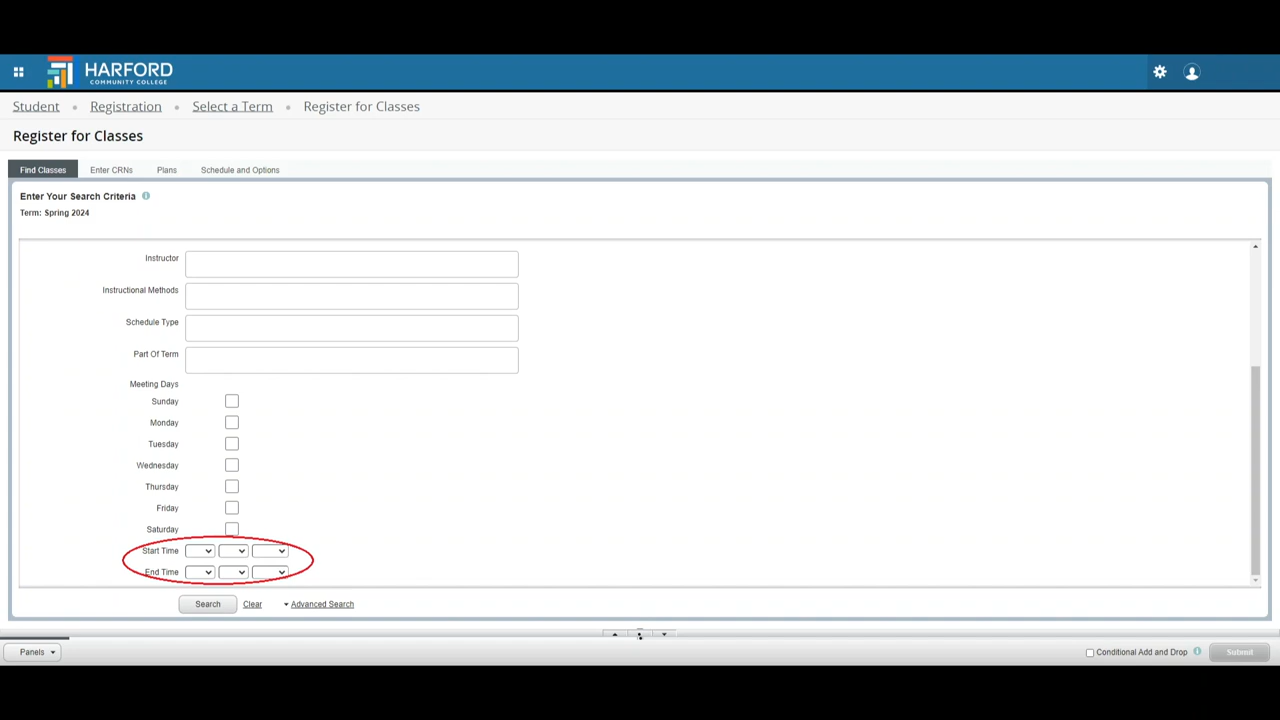 HARFORD
COMMUNITY COLLEGE
Student • Registration • Select a Term • Register for Classes
Register for Classes
Find Classes Enter CRNs Plans Schedule and Options
Enter Your Search Criteria
Term: Spring 2024
Instructor
Instructional Methods
Schedule Type
Part Of Term
Meeting Days
Sunday
Monday
Tuesday
Wednesday
Thursday
Friday
Saturday
Start Time
End Time
Search Clear Advanced Search
Panels Conditional Add and Drop Submit